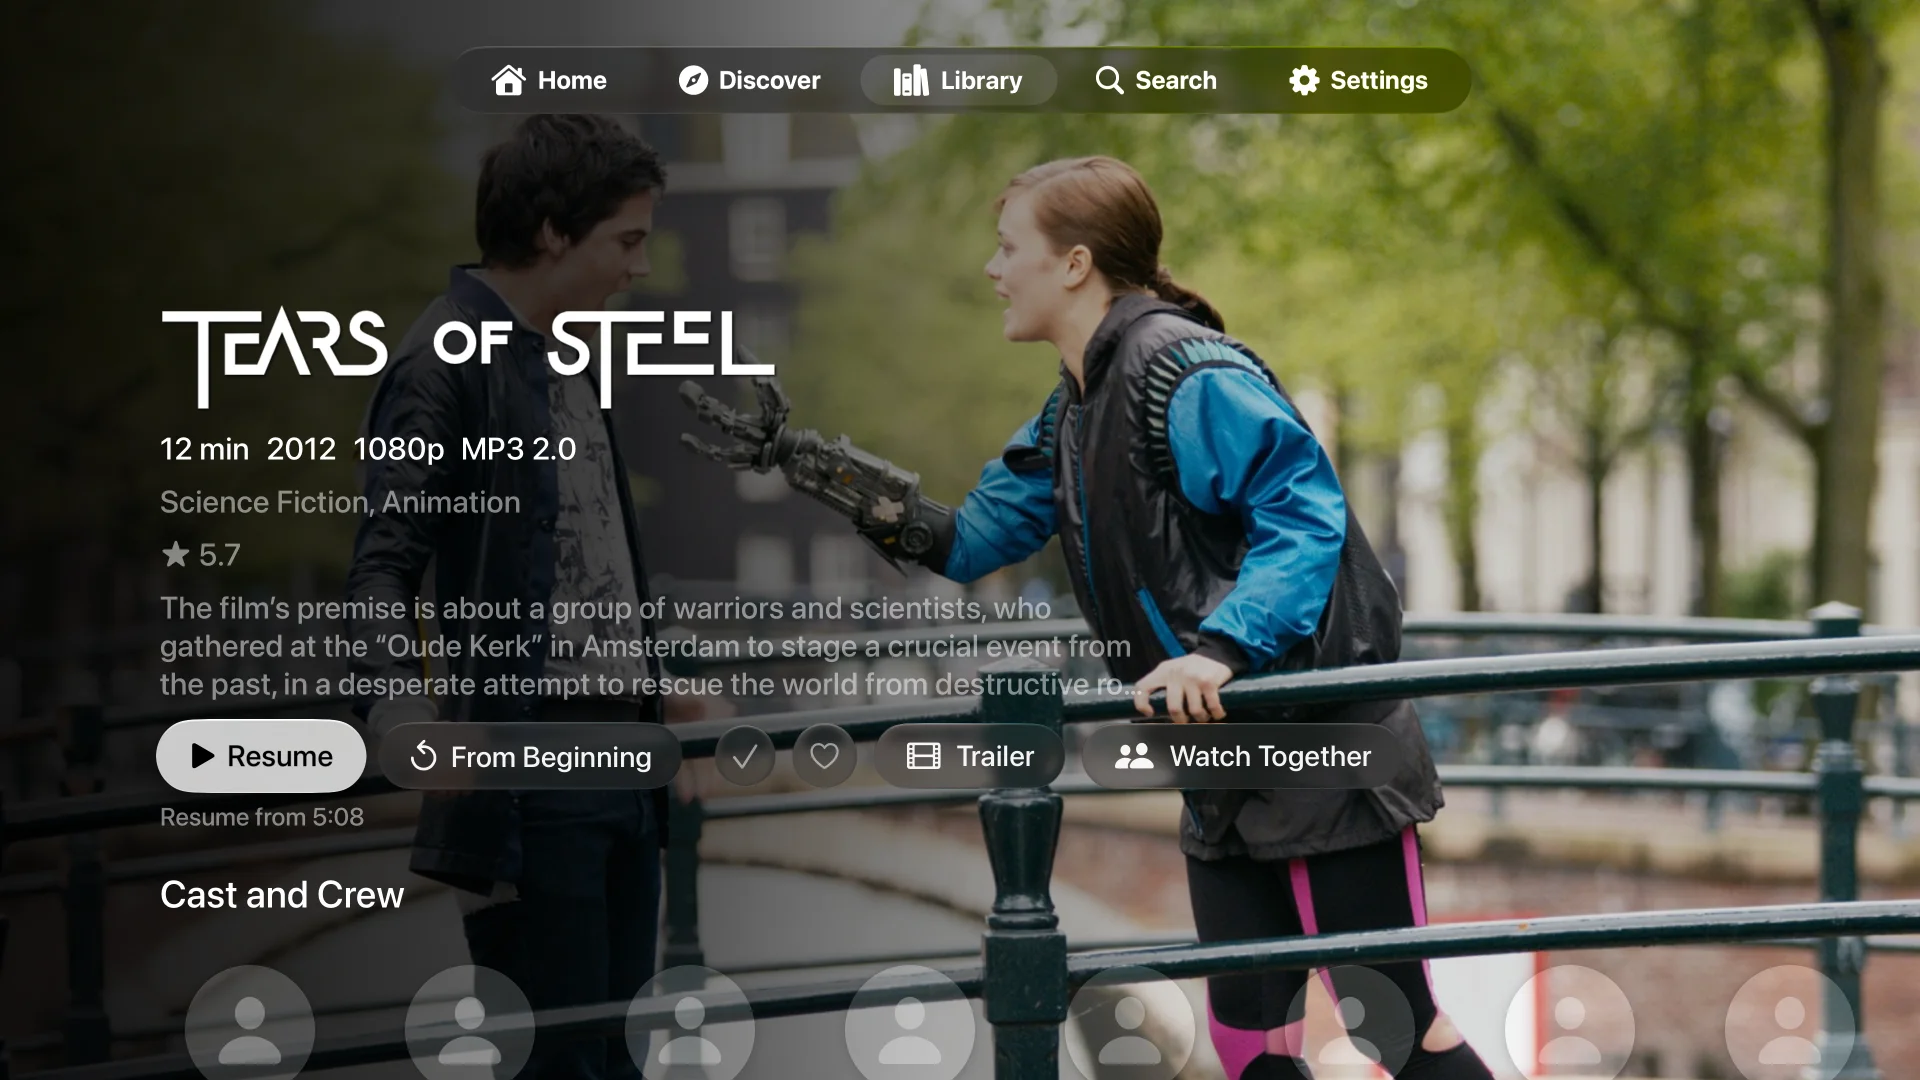 Home
Discover
Library
Search
Settings
TEARS OF STEEL
12 min 2012 1080p MP3 2.0
Science Fiction, Animation
★ 5.7
The film’s premise is about a group of warriors and scientists, who
gathered at the “Oude Kerk” in Amsterdam to stage a crucial event from
the past, in a desperate attempt to rescue the world from destructive ro…
Resume
From Beginning
Trailer
Watch Together
Resume from 5:08
Cast and Crew